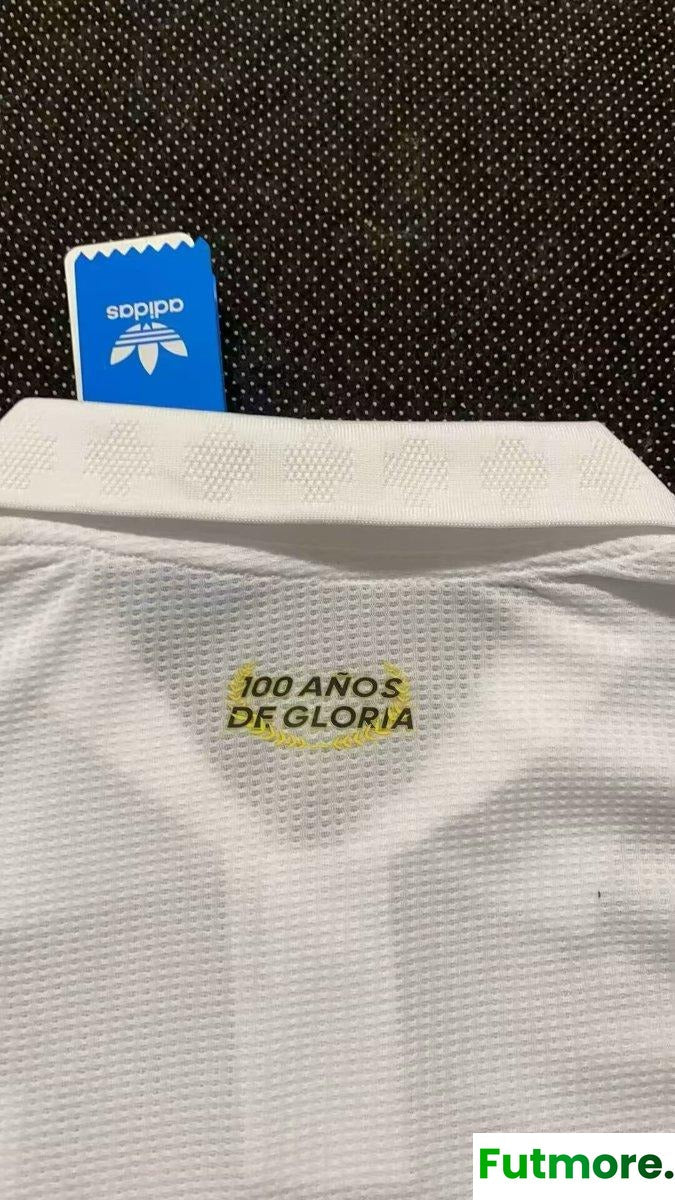 adidas
100 AÑOS
DE GLORIA
Futmore.